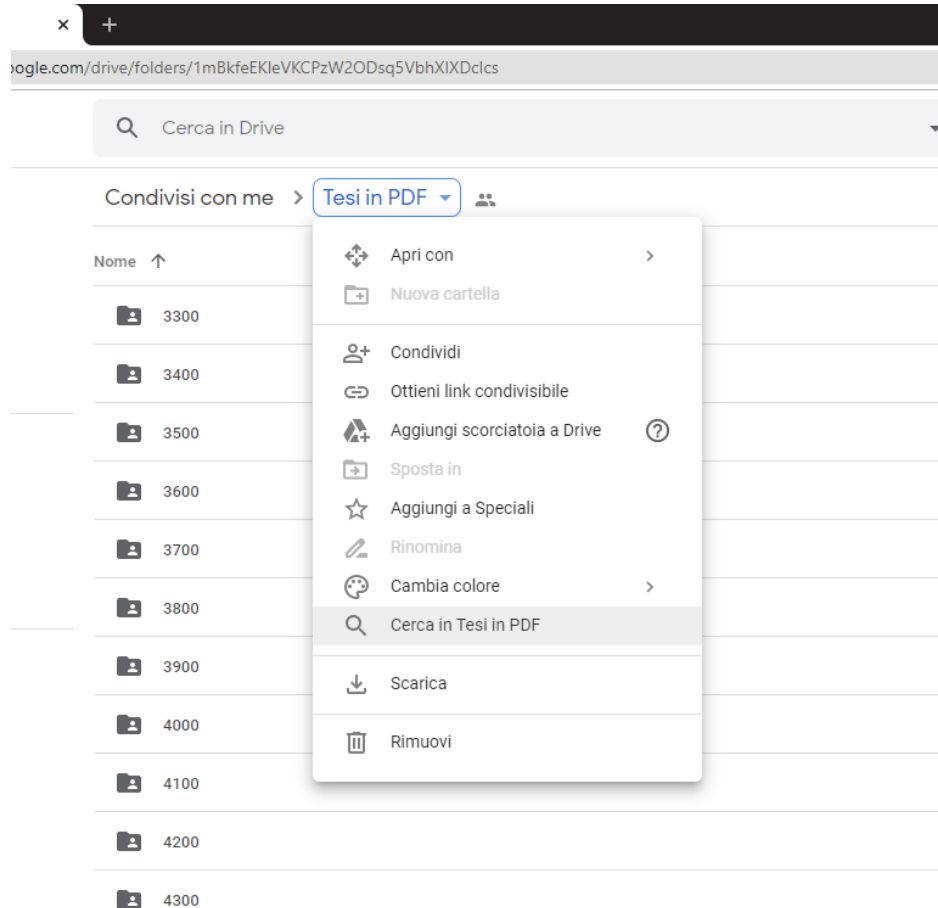 oogle.com/drive/folders/1mBkfeEKIeVKCPzW2ODsq5VbhXIXDcIcs
Cerca in Drive
Condivisi con me > Tesi in PDF
Nome
Apri con
Nuova cartella
3300
Condividi
3400
Ottieni link condivisibile
Aggiungi scorciatoia a Drive
3500
Sposta in
3600
Aggiungi a Speciali
Rinomina
3700
Cambia colore
3800
Cerca in Tesi in PDF
3900
Scarica
4000
Rimuovi
4100
4200
4300